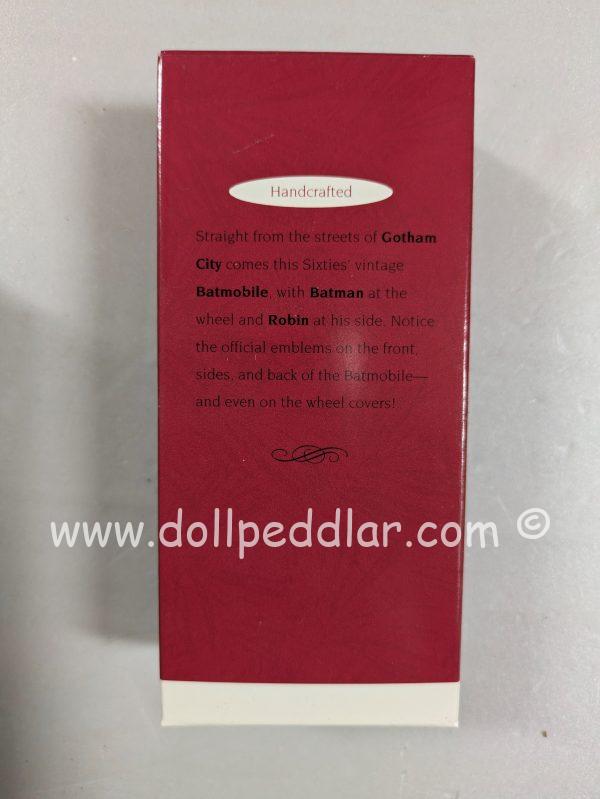 Handcrafted
Straight from the streets of Gotham
City comes this Sixties' vintage
Batmobile, with Batman at the
wheel and Robin at his side. Notice
the official emblems on the front,
sides, and back of the Batmobile—
and even on the wheel covers!
www.dollpeddlar.com ©